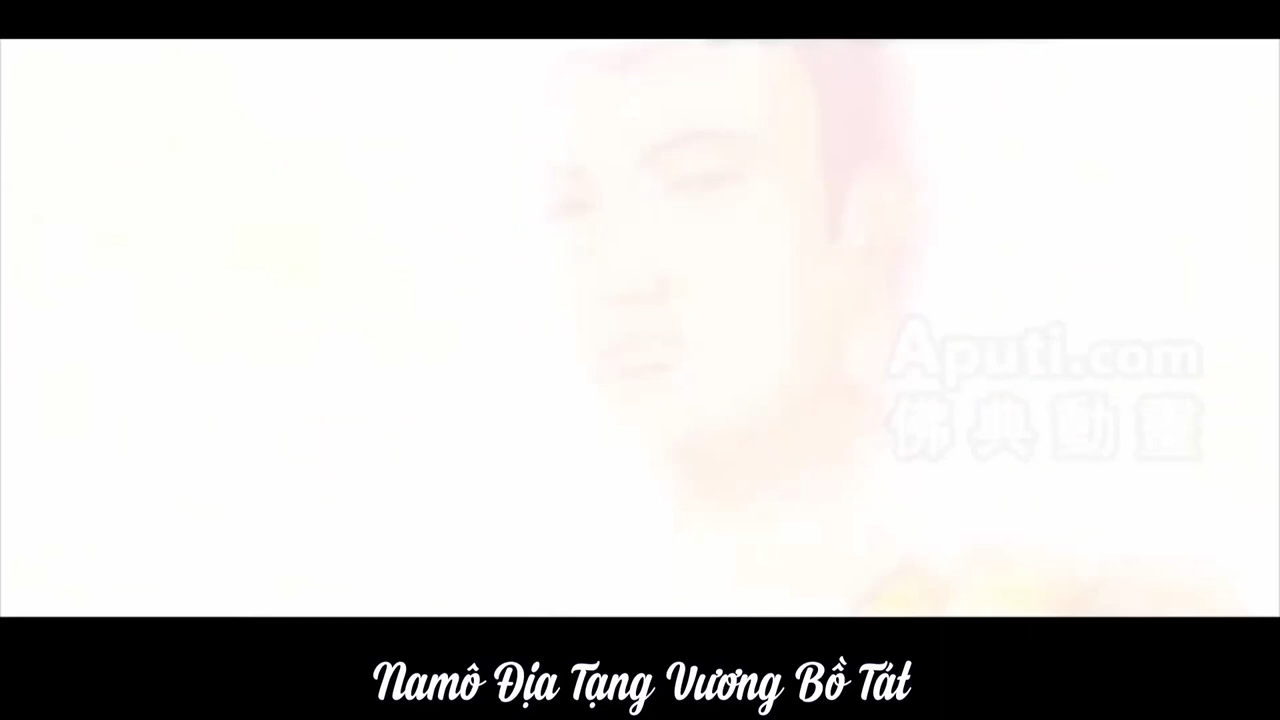 Aputi.com
佛典動畫
Namô Địa Tạng Vương Bồ Tát